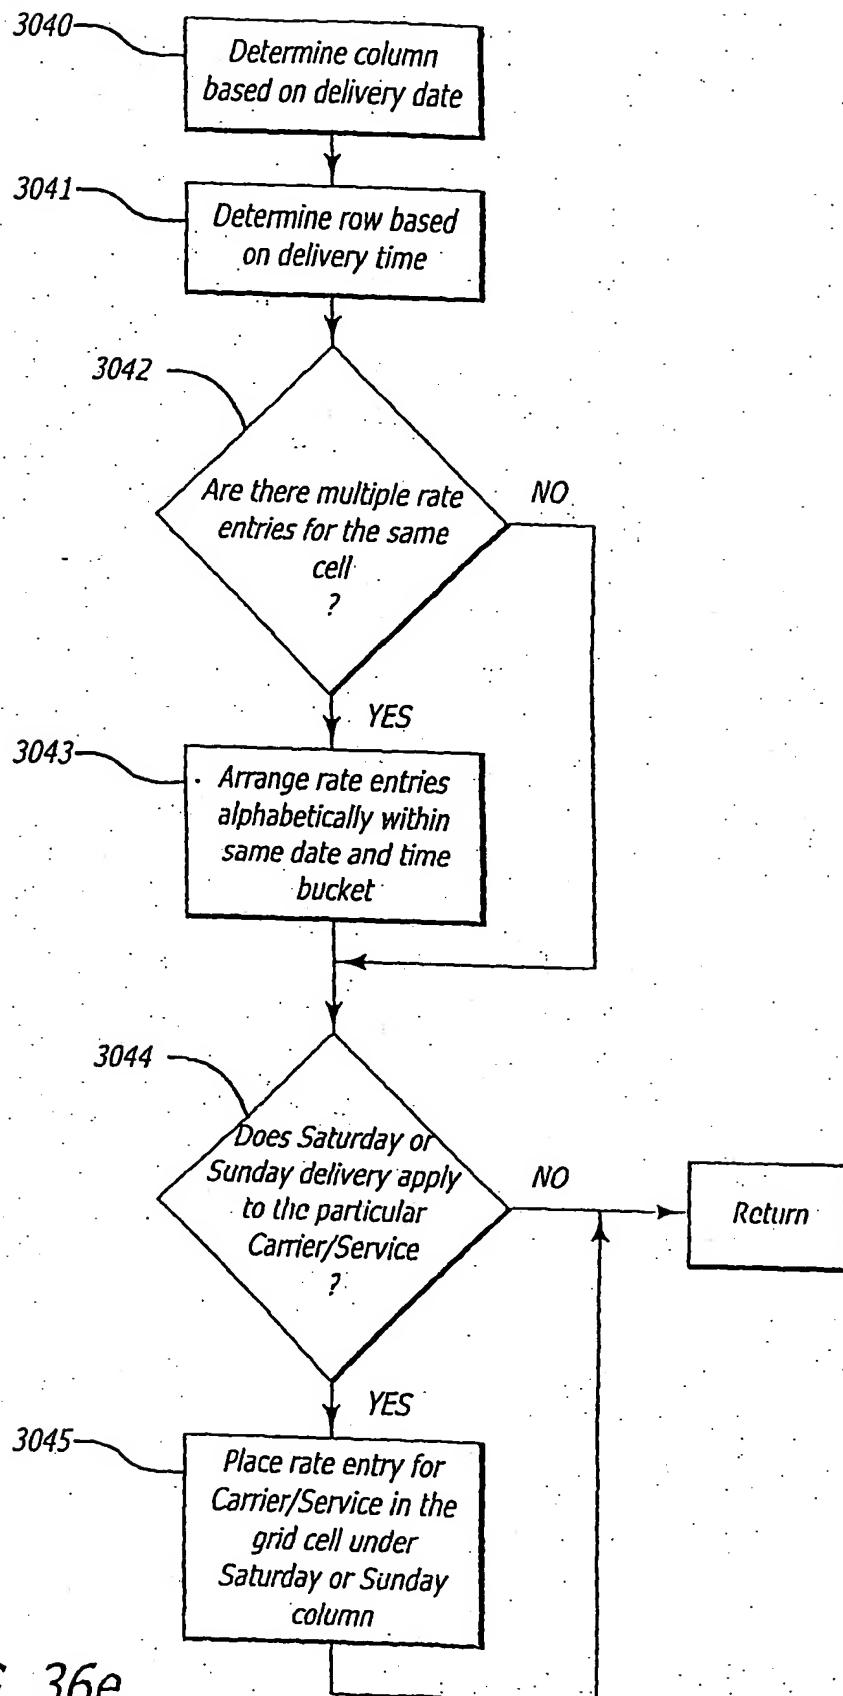 3040
Determine column
based on delivery date
3041
Determine row based
on delivery time
3042
Are there multiple rate
entries for the same
cell
?
NO
YES
3043
Arrange rate entries
alphabetically within
same date and time
bucket
3044
Does Saturday or
Sunday delivery apply
to the particular
Carrier/Service
?
NO
Return
YES
3045
Place rate entry for
Carrier/Service in the
grid cell under
Saturday or Sunday
column
36e